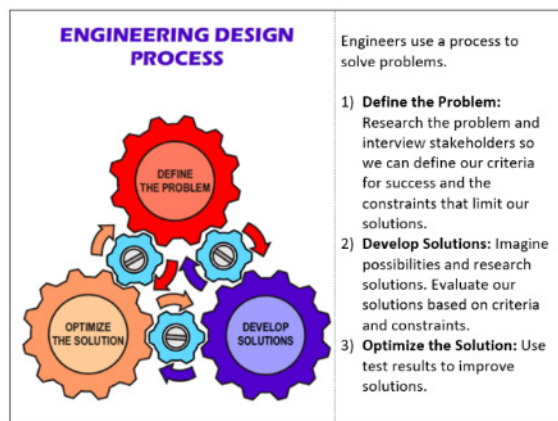 ENGINEERING DESIGN
PROCESS
DEFINE
THE PROBLEM
OPTIMIZE
THE SOLUTION
DEVELOP
SOLUTIONS
Engineers use a process to
solve problems.
1) Define the Problem:
Research the problem and
interview stakeholders so
we can define our criteria
for success and the
constraints that limit our
solutions.
2) Develop Solutions: Imagine
possibilities and research
solutions. Evaluate our
solutions based on criteria
and constraints.
3) Optimize the Solution: Use
test results to improve
solutions.